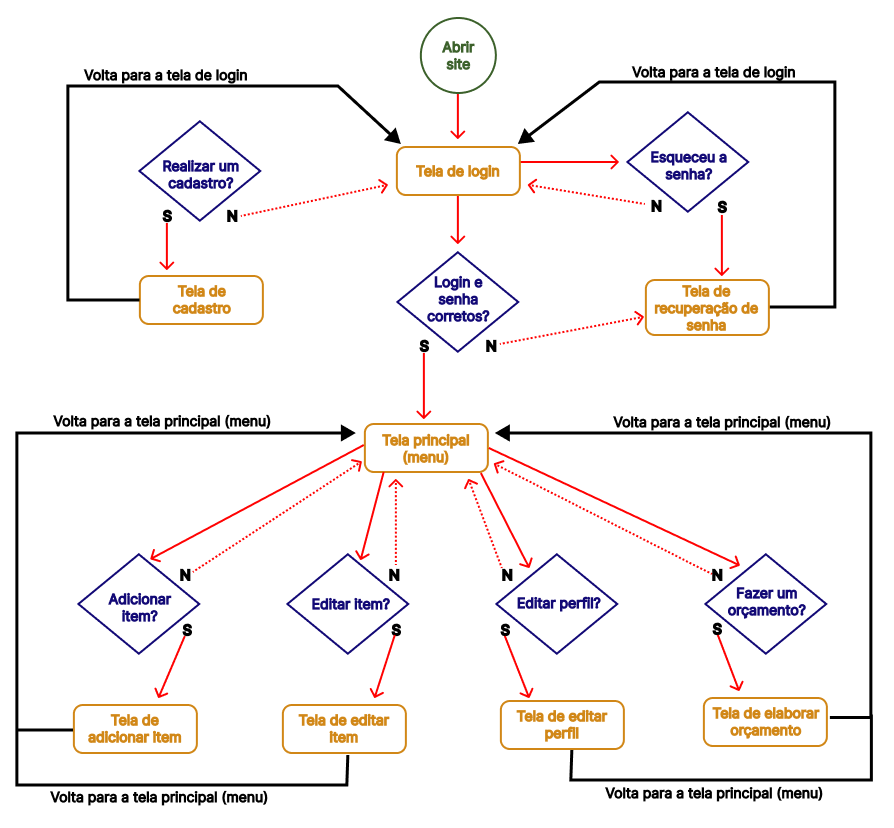 Abrir
site
Volta para a tela de login
Volta para a tela de login
Realizar um
cadastro?
Tela de login
Esqueceu a
senha?
S
N
N
S
Tela de
cadastro
Login e
senha
corretos?
Tela de
recuperação de
senha
S
N
Volta para a tela principal (menu)
Volta para a tela principal (menu)
Tela principal
(menu)
N
N
N
N
Adicionar
item?
Editar item?
Editar perfil?
Fazer um
orçamento?
S
S
S
S
Tela de
adicionar item
Tela de editar
item
Tela de editar
perfil
Tela de elaborar
orçamento
Volta para a tela principal (menu)
Volta para a tela principal (menu)